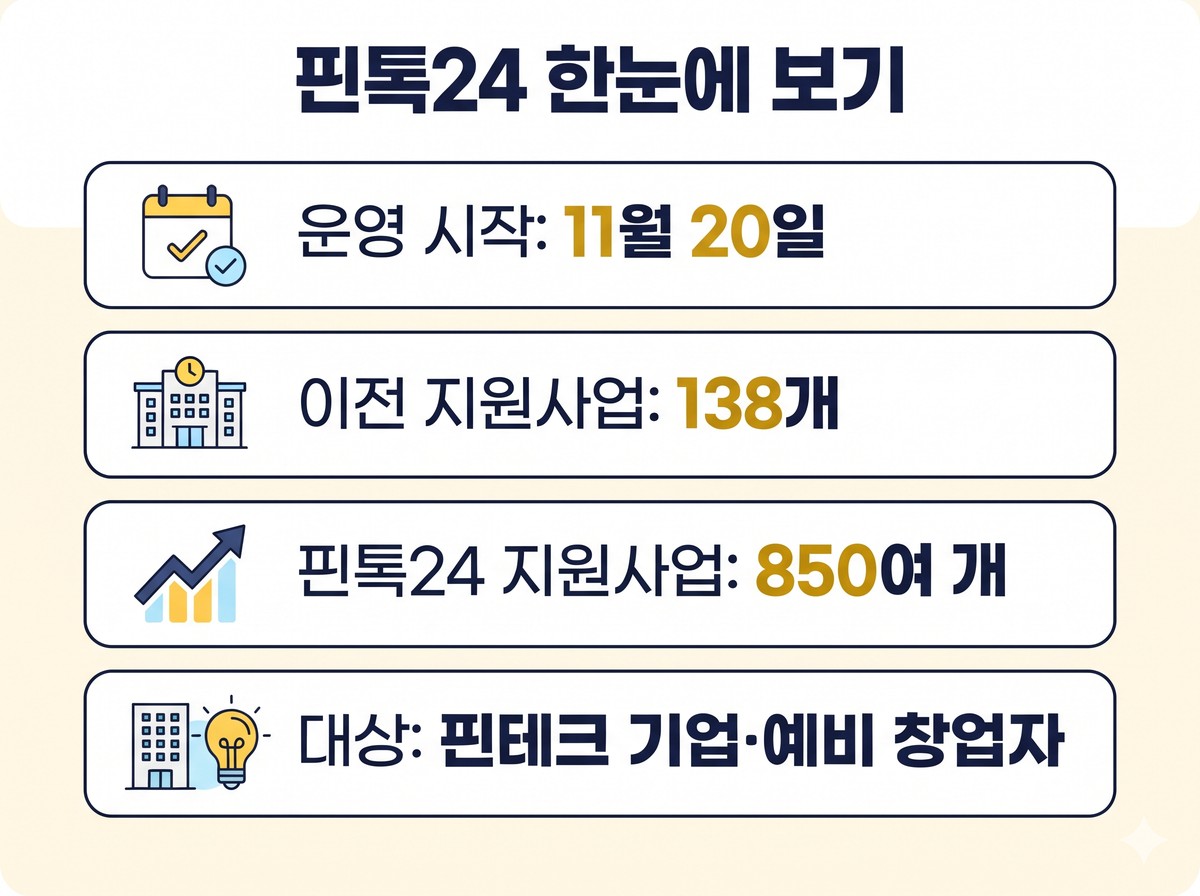 핀톡24 한눈에 보기
운영 시작: 11월 20일
이전 지원사업: 138개
핀톡24 지원사업: 850여 개
대상: 핀테크 기업·예비 창업자